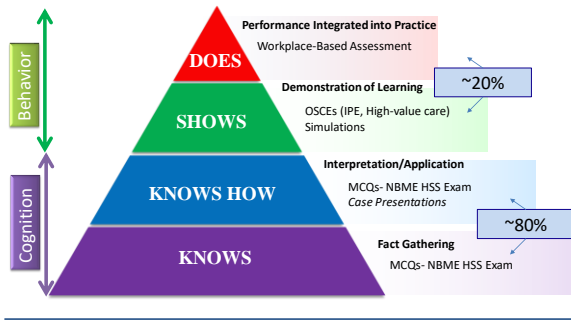 Performance Integrated into Practice
Workplace-Based Assessment
DOES
~20%
Behavior
Demonstration of Learning
OSCEs (IPE, High-value care)
Simulations
SHOWS
Interpretation/Application
MCQs- NBME HSS Exam
Case Presentations
KNOWS HOW
~80%
Cognition
Fact Gathering
MCQs- NBME HSS Exam
KNOWS